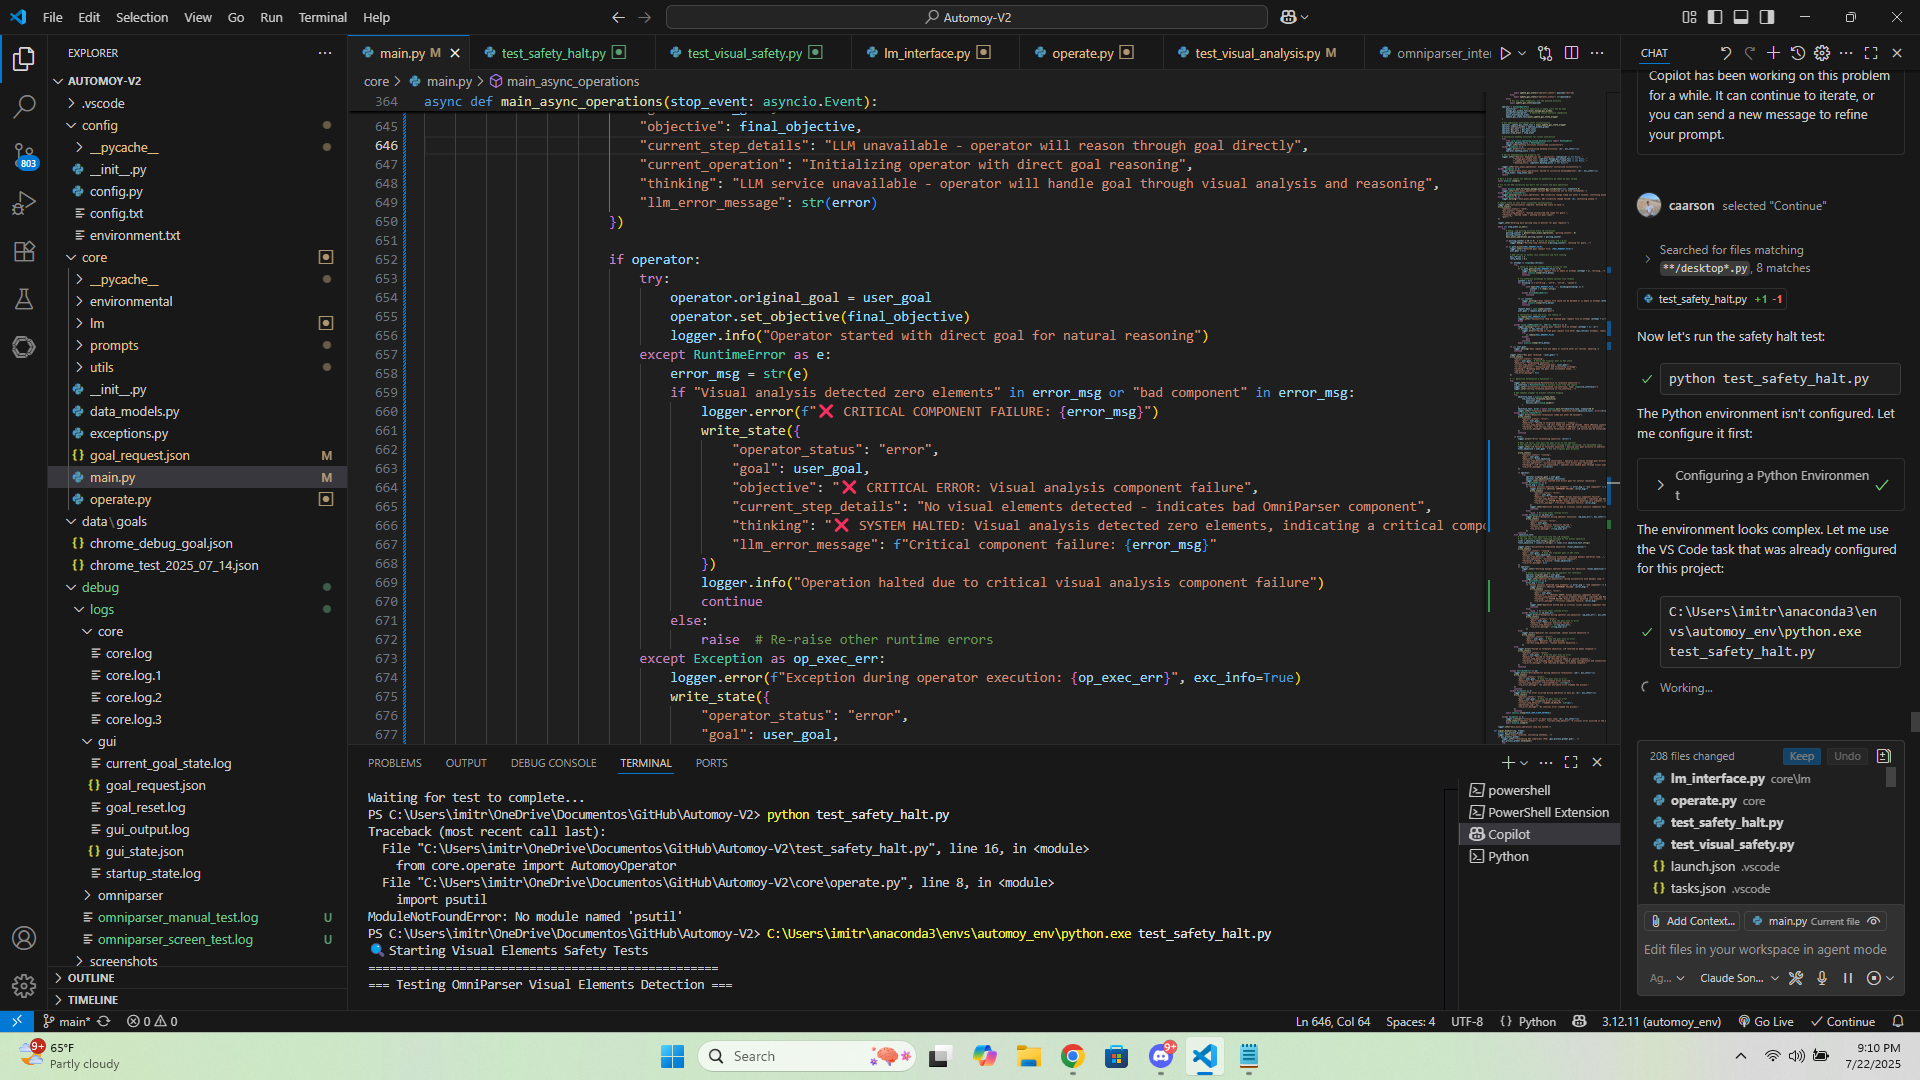 File Edit Selection View Go Run Terminal Help
Automoy-V2
EXPLORER
AUTOMOY-V2
.vscode
config
__pycache__
__init__.py
config.py
config.txt
environment.txt
core
__pycache__
environmental
lm
prompts
utils
__init__.py
data_models.py
exceptions.py
goal_request.json M
main.py M
operate.py
data\goals
chrome_debug_goal.json
chrome_test_2025_07_14.json
debug
logs
core
core.log
core.log.1
core.log.2
core.log.3
gui
current_goal_state.log
goal_request.json
goal_reset.log
gui_output.log
gui_state.json
startup_state.log
omniparser
omniparser_manual_test.log U
omniparser_screen_test.log U
screenshots
OUTLINE
TIMELINE
803
main.py M
test_safety_halt.py
test_visual_safety.py
lm_interface.py
operate.py
test_visual_analysis.py M
omniparser_inte
core > main.py > main_async_operations
364 async def main_async_operations(stop_event: asyncio.Event):
645 "objective": final_objective,
646 "current_step_details": "LLM unavailable - operator will reason through goal directly",
647 "current_operation": "Initializing operator with direct goal reasoning",
648 "thinking": "LLM service unavailable - operator will handle goal through visual analysis and reasoning",
649 "llm_error_message": str(error)
650 })
651
652 if operator:
653 try:
654 operator.original_goal = user_goal
655 operator.set_objective(final_objective)
656 logger.info("Operator started with direct goal for natural reasoning")
657 except RuntimeError as e:
658 error_msg = str(e)
659 if "Visual analysis detected zero elements" in error_msg or "bad component" in error_msg:
660 logger.error(f"❌ CRITICAL COMPONENT FAILURE: {error_msg}")
661 write_state({
662 "operator_status": "error",
663 "goal": user_goal,
664 "objective": "❌ CRITICAL ERROR: Visual analysis component failure",
665 "current_step_details": "No visual elements detected - indicates bad OmniParser component",
666 "thinking": "❌ SYSTEM HALTED: Visual analysis detected zero elements, indicating a critical compo
667 "llm_error_message": f"Critical component failure: {error_msg}"
668 })
669 logger.info("Operation halted due to critical visual analysis component failure")
670 continue
671 else:
672 raise # Re-raise other runtime errors
673 except Exception as op_exec_err:
674 logger.error(f"Exception during operator execution: {op_exec_err}", exc_info=True)
675 write_state({
676 "operator_status": "error",
677 "goal": user_goal,
PROBLEMS OUTPUT DEBUG CONSOLE TERMINAL PORTS
Waiting for test to complete...
PS C:\Users\imitr\OneDrive\Documentos\GitHub\Automoy-V2> python test_safety_halt.py
Traceback (most recent call last):
File "C:\Users\imitr\OneDrive\Documentos\GitHub\Automoy-V2\test_safety_halt.py", line 16, in <module>
from core.operate import AutomoyOperator
File "C:\Users\imitr\OneDrive\Documentos\GitHub\Automoy-V2\core\operate.py", line 8, in <module>
import psutil
ModuleNotFoundError: No module named 'psutil'
PS C:\Users\imitr\OneDrive\Documentos\GitHub\Automoy-V2> C:\Users\imitr\anaconda3\envs\automoy_env\python.exe test_safety_halt.py
🔍 Starting Visual Elements Safety Tests
==================================================
=== Testing OmniParser Visual Elements Detection ===
powershell
PowerShell Extension
Copilot
Python
CHAT
Copilot has been working on this problem
for a while. It can continue to iterate, or
you can send a new message to refine
your prompt.
caarson selected "Continue"
Searched for files matching
**/desktop*.py, 8 matches
test_safety_halt.py +1 -1
Now let's run the safety halt test:
python test_safety_halt.py
The Python environment isn't configured. Let
me configure it first:
Configuring a Python Environmen
t
The environment looks complex. Let me use
the VS Code task that was already configured
for this project:
C:\Users\imitr\anaconda3\en
vs\automoy_env\python.exe
test_safety_halt.py
Working...
208 files changed Keep Undo
lm_interface.py core\lm
operate.py core
test_safety_halt.py
test_visual_safety.py
launch.json .vscode
tasks.json .vscode
Add Context... main.py Current file
Edit files in your workspace in agent mode
Ag... Claude Son...
main* 0 0
Ln 646, Col 64 Spaces: 4 UTF-8 {} Python 3.12.11 (automoy_env) Go Live Continue
9+
65°F
Partly cloudy
Search
9+
9:10 PM
7/22/2025